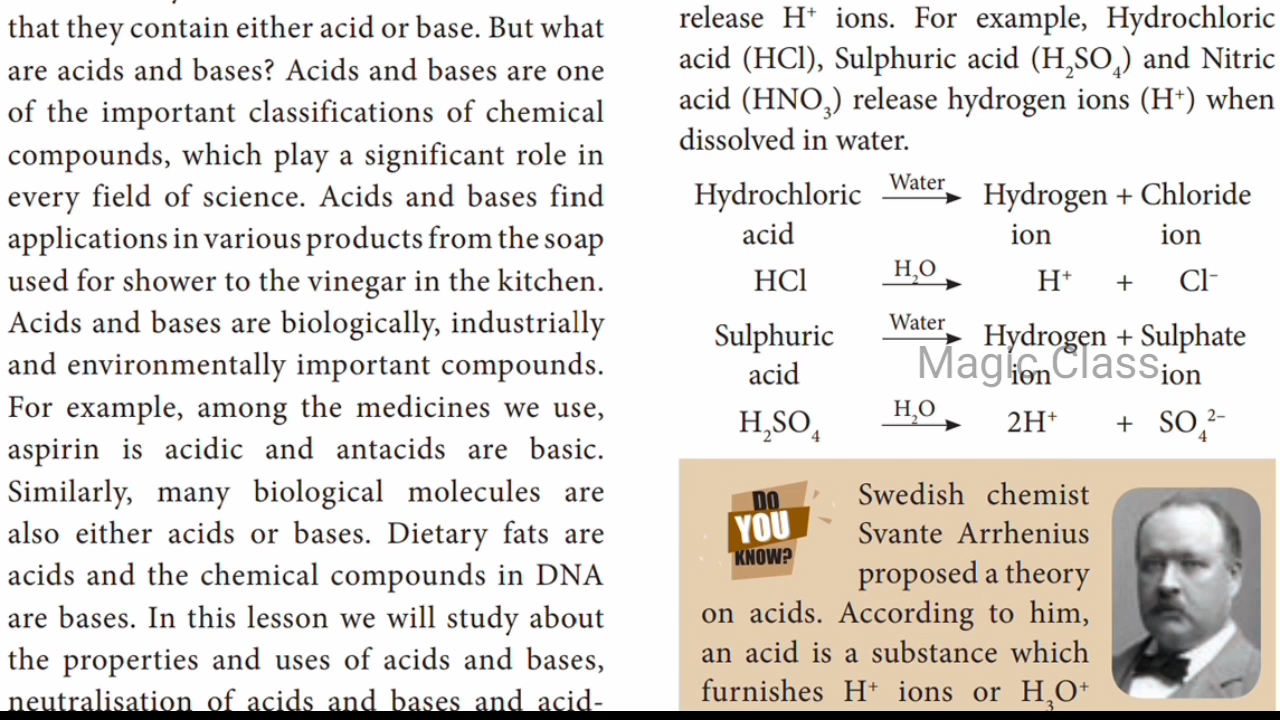 that they contain either acid or base. But what
are acids and bases? Acids and bases are one
of the important classifications of chemical
compounds, which play a significant role in
every field of science. Acids and bases find
applications in various products from the soap
used for shower to the vinegar in the kitchen.
Acids and bases are biologically, industrially
and environmentally important compounds.
For example, among the medicines we use,
aspirin is acidic and antacids are basic.
Similarly, many biological molecules are
also either acids or bases. Dietary fats are
acids and the chemical compounds in DNA
are bases. In this lesson we will study about
the properties and uses of acids and bases,
neutralisation of acids and bases and acid-
release H⁺ ions. For example, Hydrochloric
acid (HCl), Sulphuric acid (H₂SO₄) and Nitric
acid (HNO₃) release hydrogen ions (H⁺) when
dissolved in water.
Hydrochloric Water Hydrogen + Chloride
acid ion ion
HCl H₂O H⁺ + Cl⁻
Sulphuric Water Hydrogen + Sulphate
Magic Class
acid ion ion
H₂SO₄ H₂O 2H⁺ + SO₄²⁻
DO
YOU
KNOW?
Swedish chemist
Svante Arrhenius
proposed a theory
on acids. According to him,
an acid is a substance which
furnishes H⁺ ions or H₃O⁺